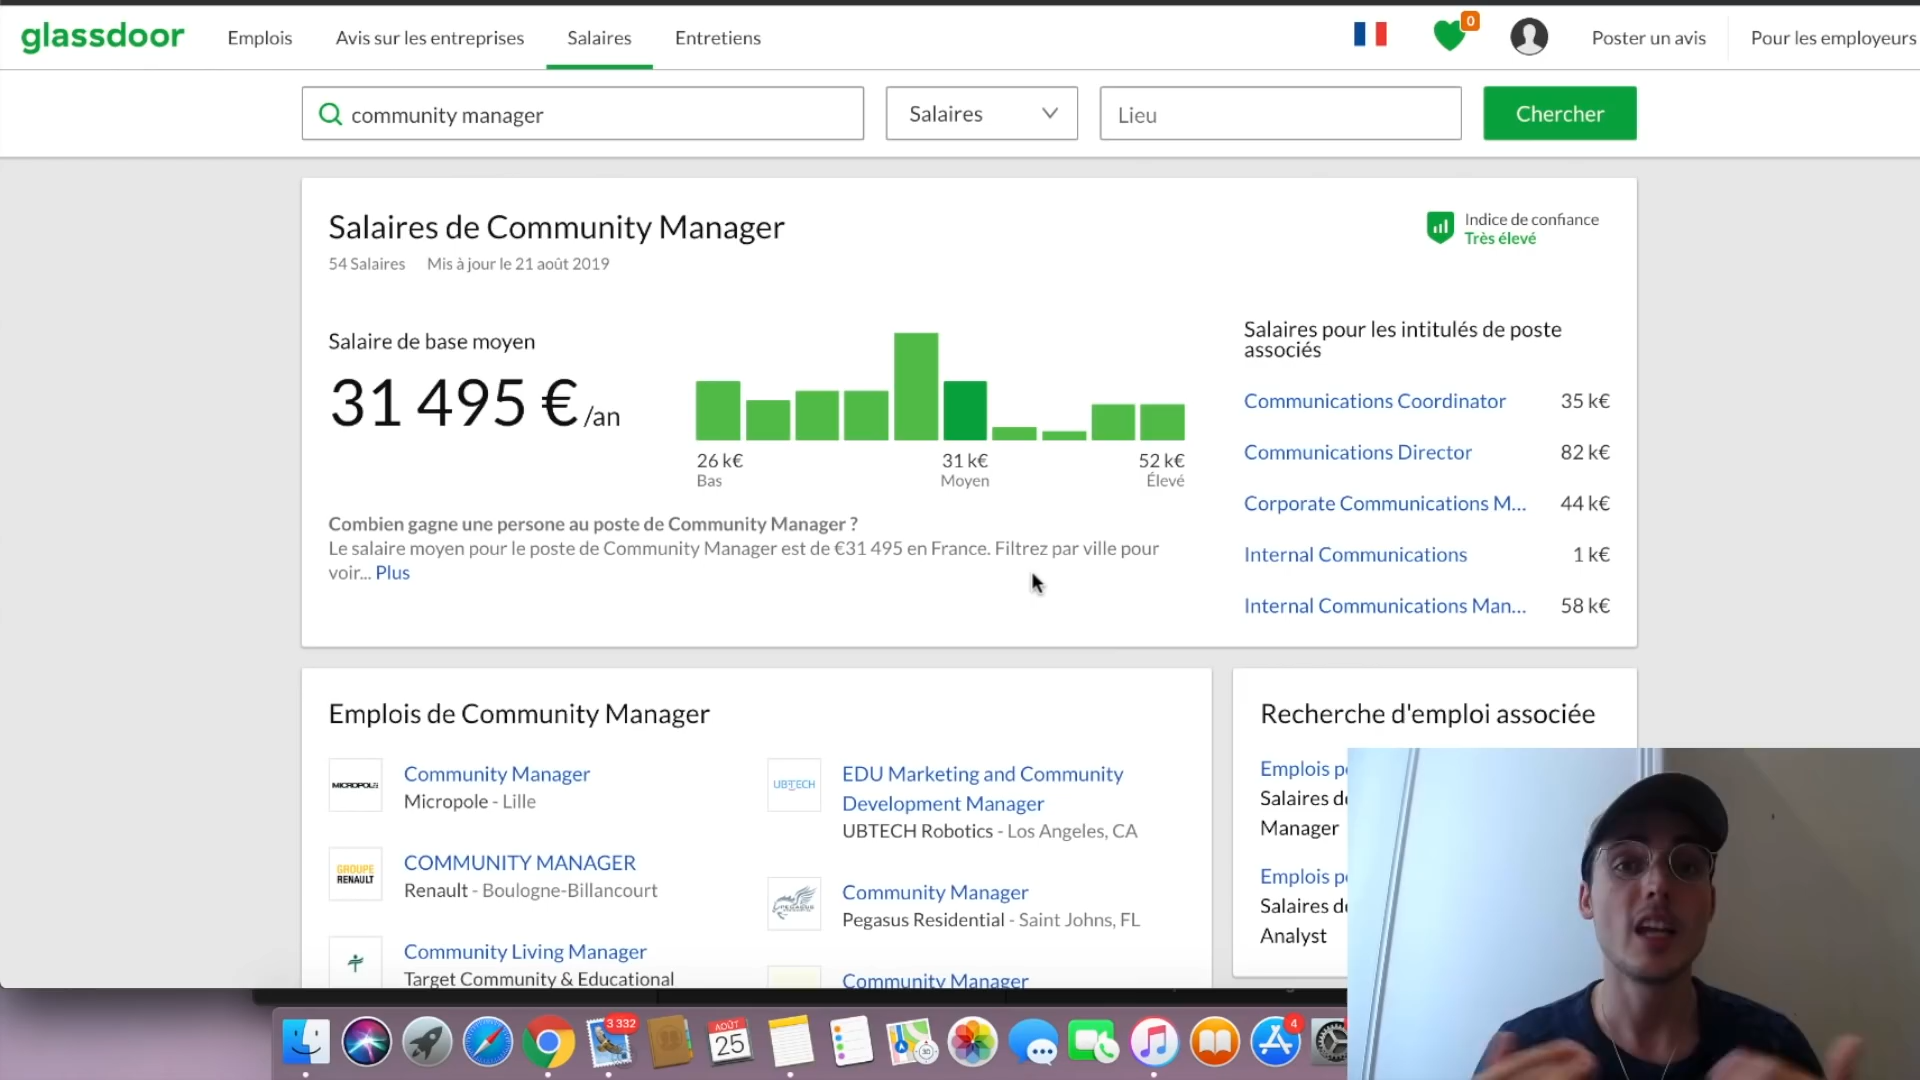 glassdoor
Emplois
Avis sur les entreprises
Salaires
Entretiens
0
Poster un avis
Pour les employeurs
community manager
Salaires
Lieu
Chercher
Salaires de Community Manager
54 Salaires Mis à jour le 21 août 2019
Indice de confiance
Très élevé
Salaire de base moyen
31 495 € /an
26 k€
Bas
31 k€
Moyen
52 k€
Élevé
Combien gagne une personne au poste de Community Manager ?
Le salaire moyen pour le poste de Community Manager est de €31 495 en France. Filtrez par ville pour
voir... Plus
Salaires pour les intitulés de poste
associés
Communications Coordinator 35 k€
Communications Director 82 k€
Corporate Communications M... 44 k€
Internal Communications 1 k€
Internal Communications Man... 58 k€
Emplois de Community Manager
MICROPOLE
Community Manager
Micropole - Lille
GROUPE
RENAULT
COMMUNITY MANAGER
Renault - Boulogne-Billancourt
Community Living Manager
Target Community & Educational
UBTECH
EDU Marketing and Community
Development Manager
UBTECH Robotics - Los Angeles, CA
PEGASUS
Community Manager
Pegasus Residential - Saint Johns, FL
Community Manager
Recherche d'emploi associée
Emplois
Salaires
Manager
Emplois
Salaires
Analyst
3 332
AOÛT
25
4